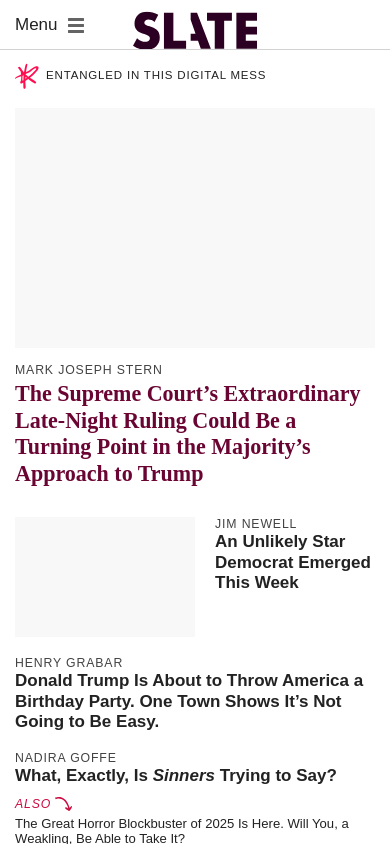 Menu
SLATE
ENTANGLED IN THIS DIGITAL MESS
MARK JOSEPH STERN
The Supreme Court’s Extraordinary
Late-Night Ruling Could Be a
Turning Point in the Majority’s
Approach to Trump
JIM NEWELL
An Unlikely Star
Democrat Emerged
This Week
HENRY GRABAR
Donald Trump Is About to Throw America a
Birthday Party. One Town Shows It’s Not
Going to Be Easy.
NADIRA GOFFE
What, Exactly, Is Sinners Trying to Say?
ALSO
The Great Horror Blockbuster of 2025 Is Here. Will You, a
Weakling, Be Able to Take It?